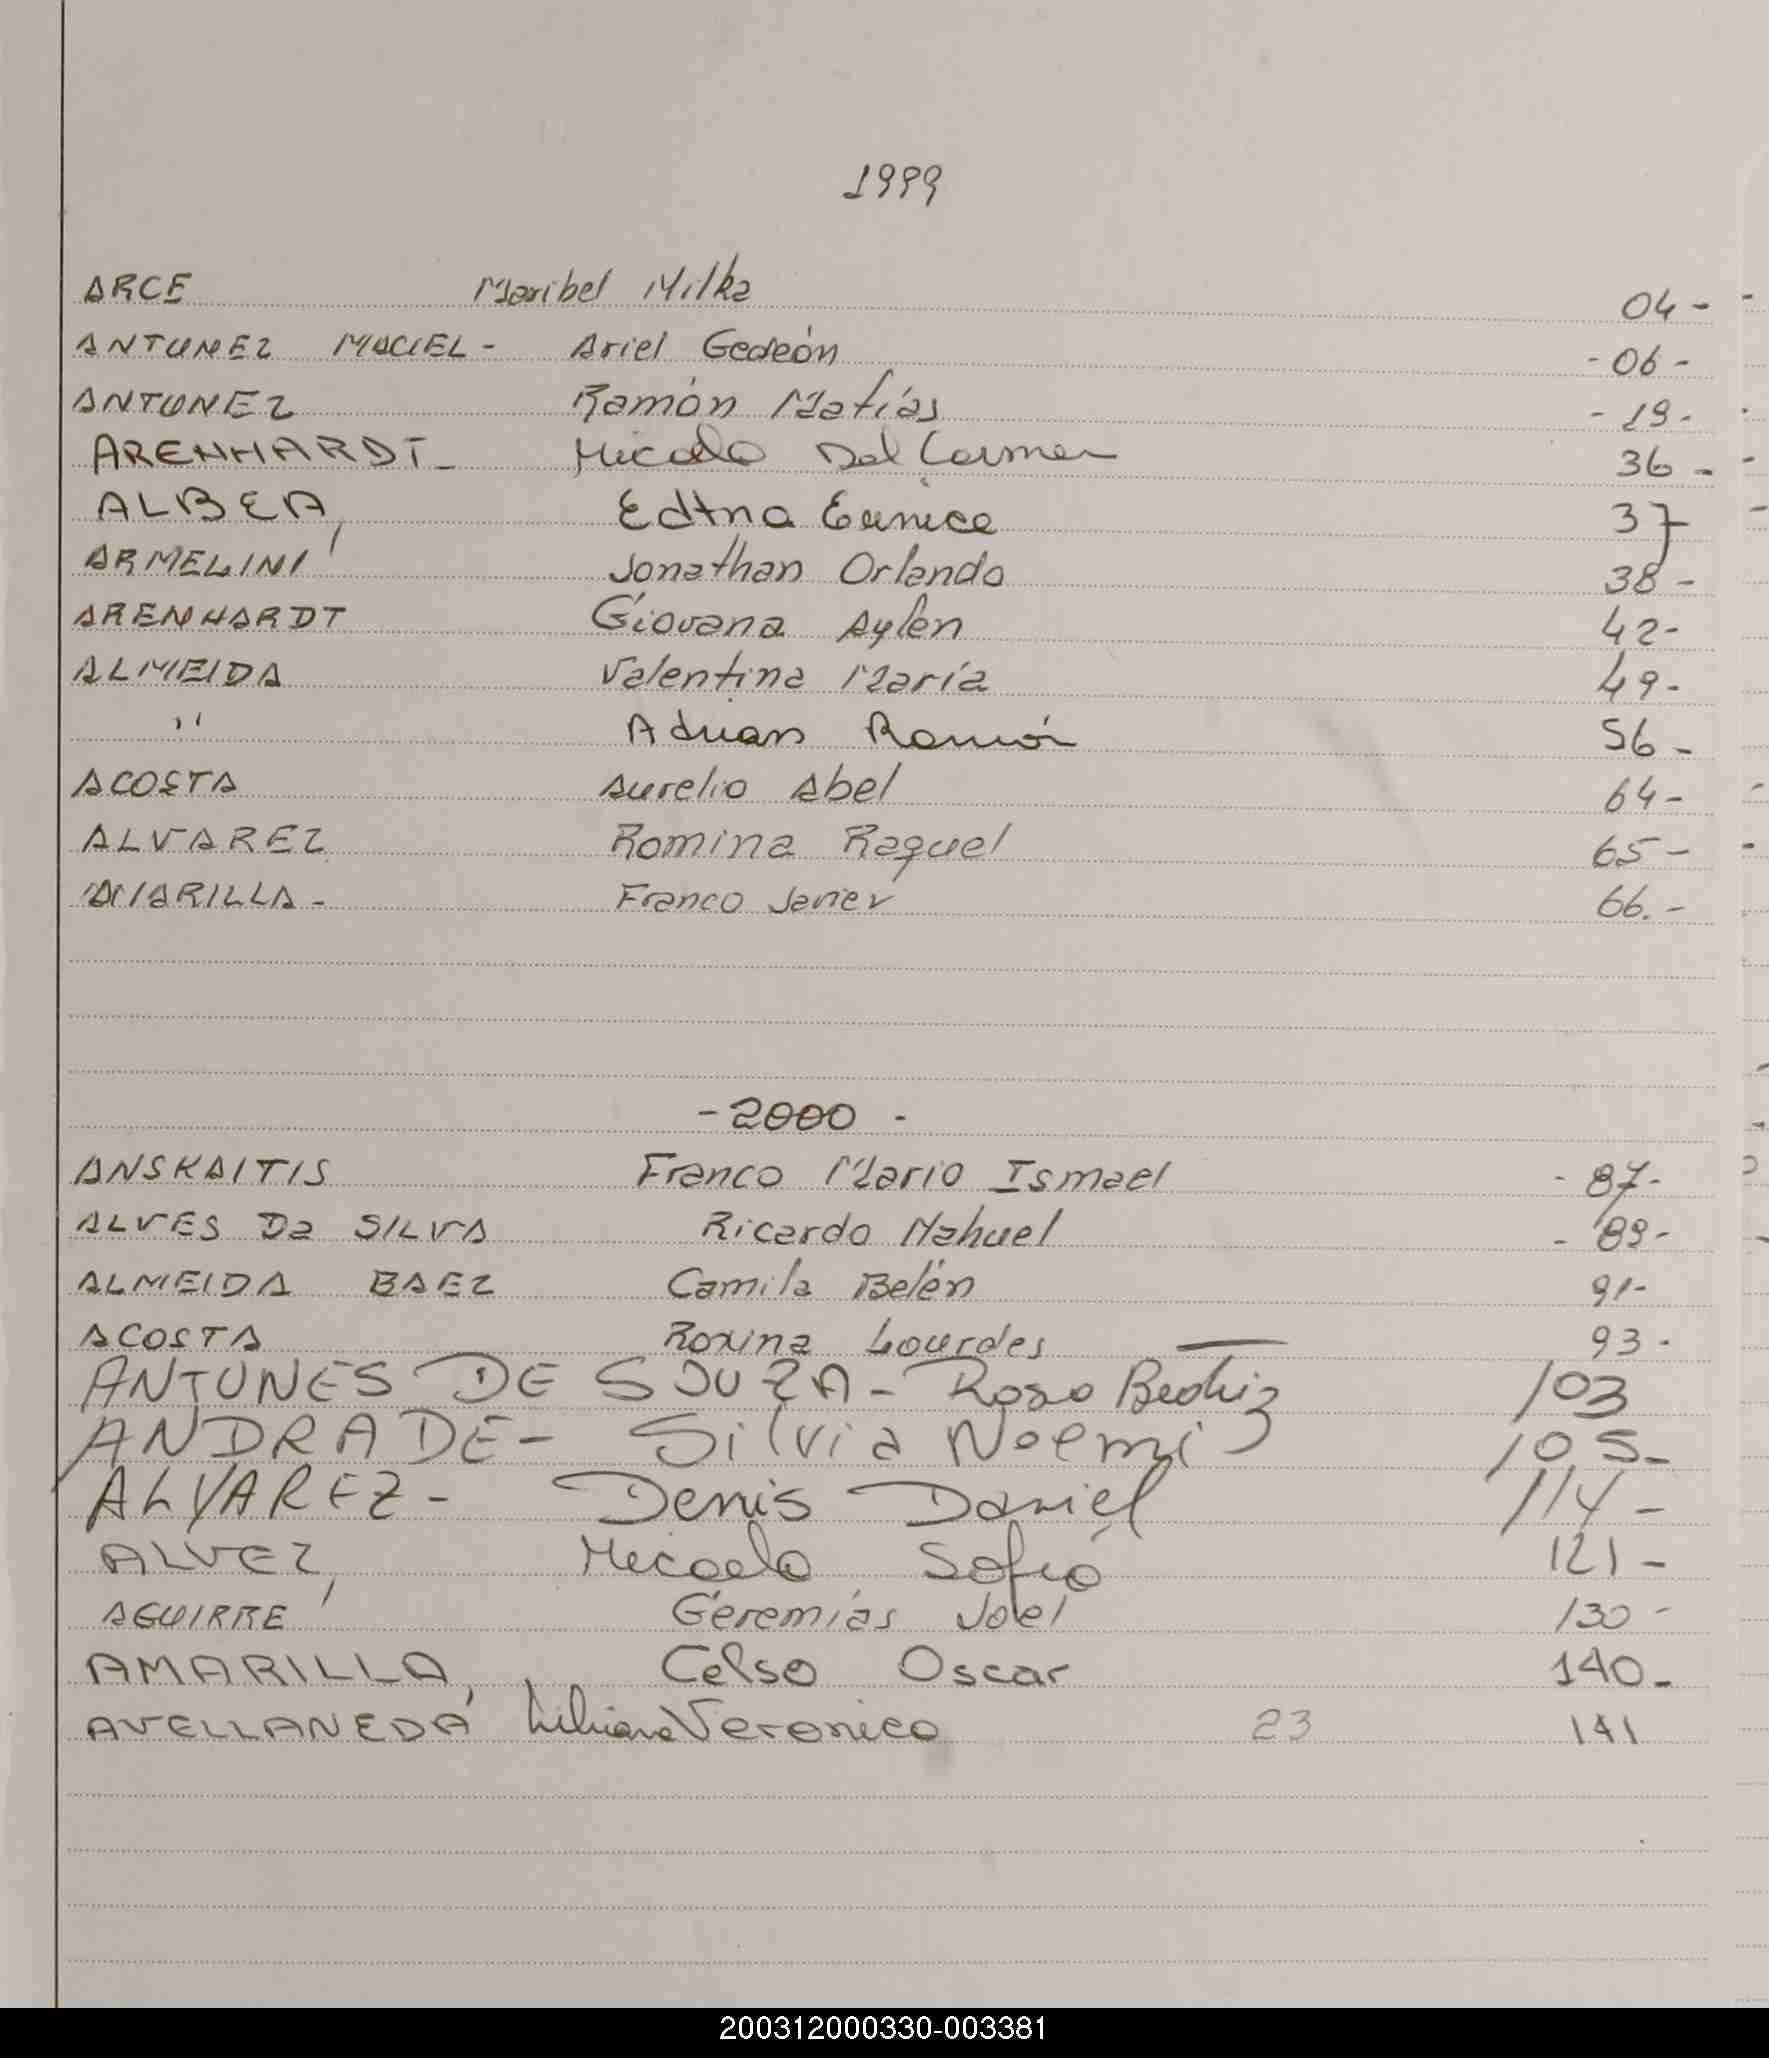 1999
ARCE Maribel Milka 04-
ANTUNEZ MACIEL- Ariel Gedeón -06-
ANTUNEZ Ramón Matías -19-
ARENHARDT- Micaela Del Carmen 36-
ALBEA, Edtna Eunice 37
ARMELINI Jonathan Orlando 38-
ARENHARDT Giovana Aylén 42-
ALMEIDA Valentina María 49-
" Adrian Ramón 56-
ACOSTA Aurelio Abel 64-
ALVAREZ Romina Raquel 65-
AMARILLA- Franco Javier 66.-
-2000-
ANSKAITIS Franco Mario Ismael -87-
ALVES Da SILVA Ricardo Nahuel -89-
ALMEIDA BAEZ Camila Belén 91-
ACOSTA Roxina Lourdes 93-
ANTUNES DE SOUZA- Rosa Beatriz 103
ANDRADE- Silvia Noemi 105-
ALVAREZ- Denis Daniel 114-
ALVEZ, Micaela Sofía 121-
AGUIRRE Geremías Joel 130-
AMARILLA, Celso Oscar 140-
AVELLANEDA Liliana Veronica 23 141
200312000330-003381